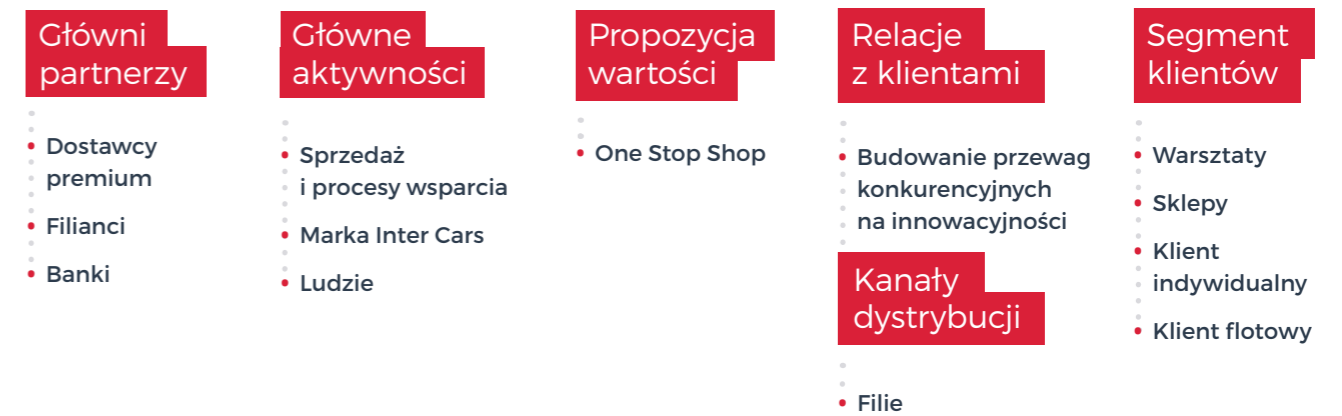 Główni
partnerzy
Dostawcy
premium
Filianci
Banki
Główne
aktywności
Sprzedaż
i procesy wsparcia
Marka Inter Cars
Ludzie
Propozycja
wartości
One Stop Shop
Relacje
z klientami
Budowanie przewag
konkurencyjnych
na innowacyjności
Kanały
dystrybucji
Filie
Segment
klientów
Warsztaty
Sklepy
Klient
indywidualny
Klient flotowy